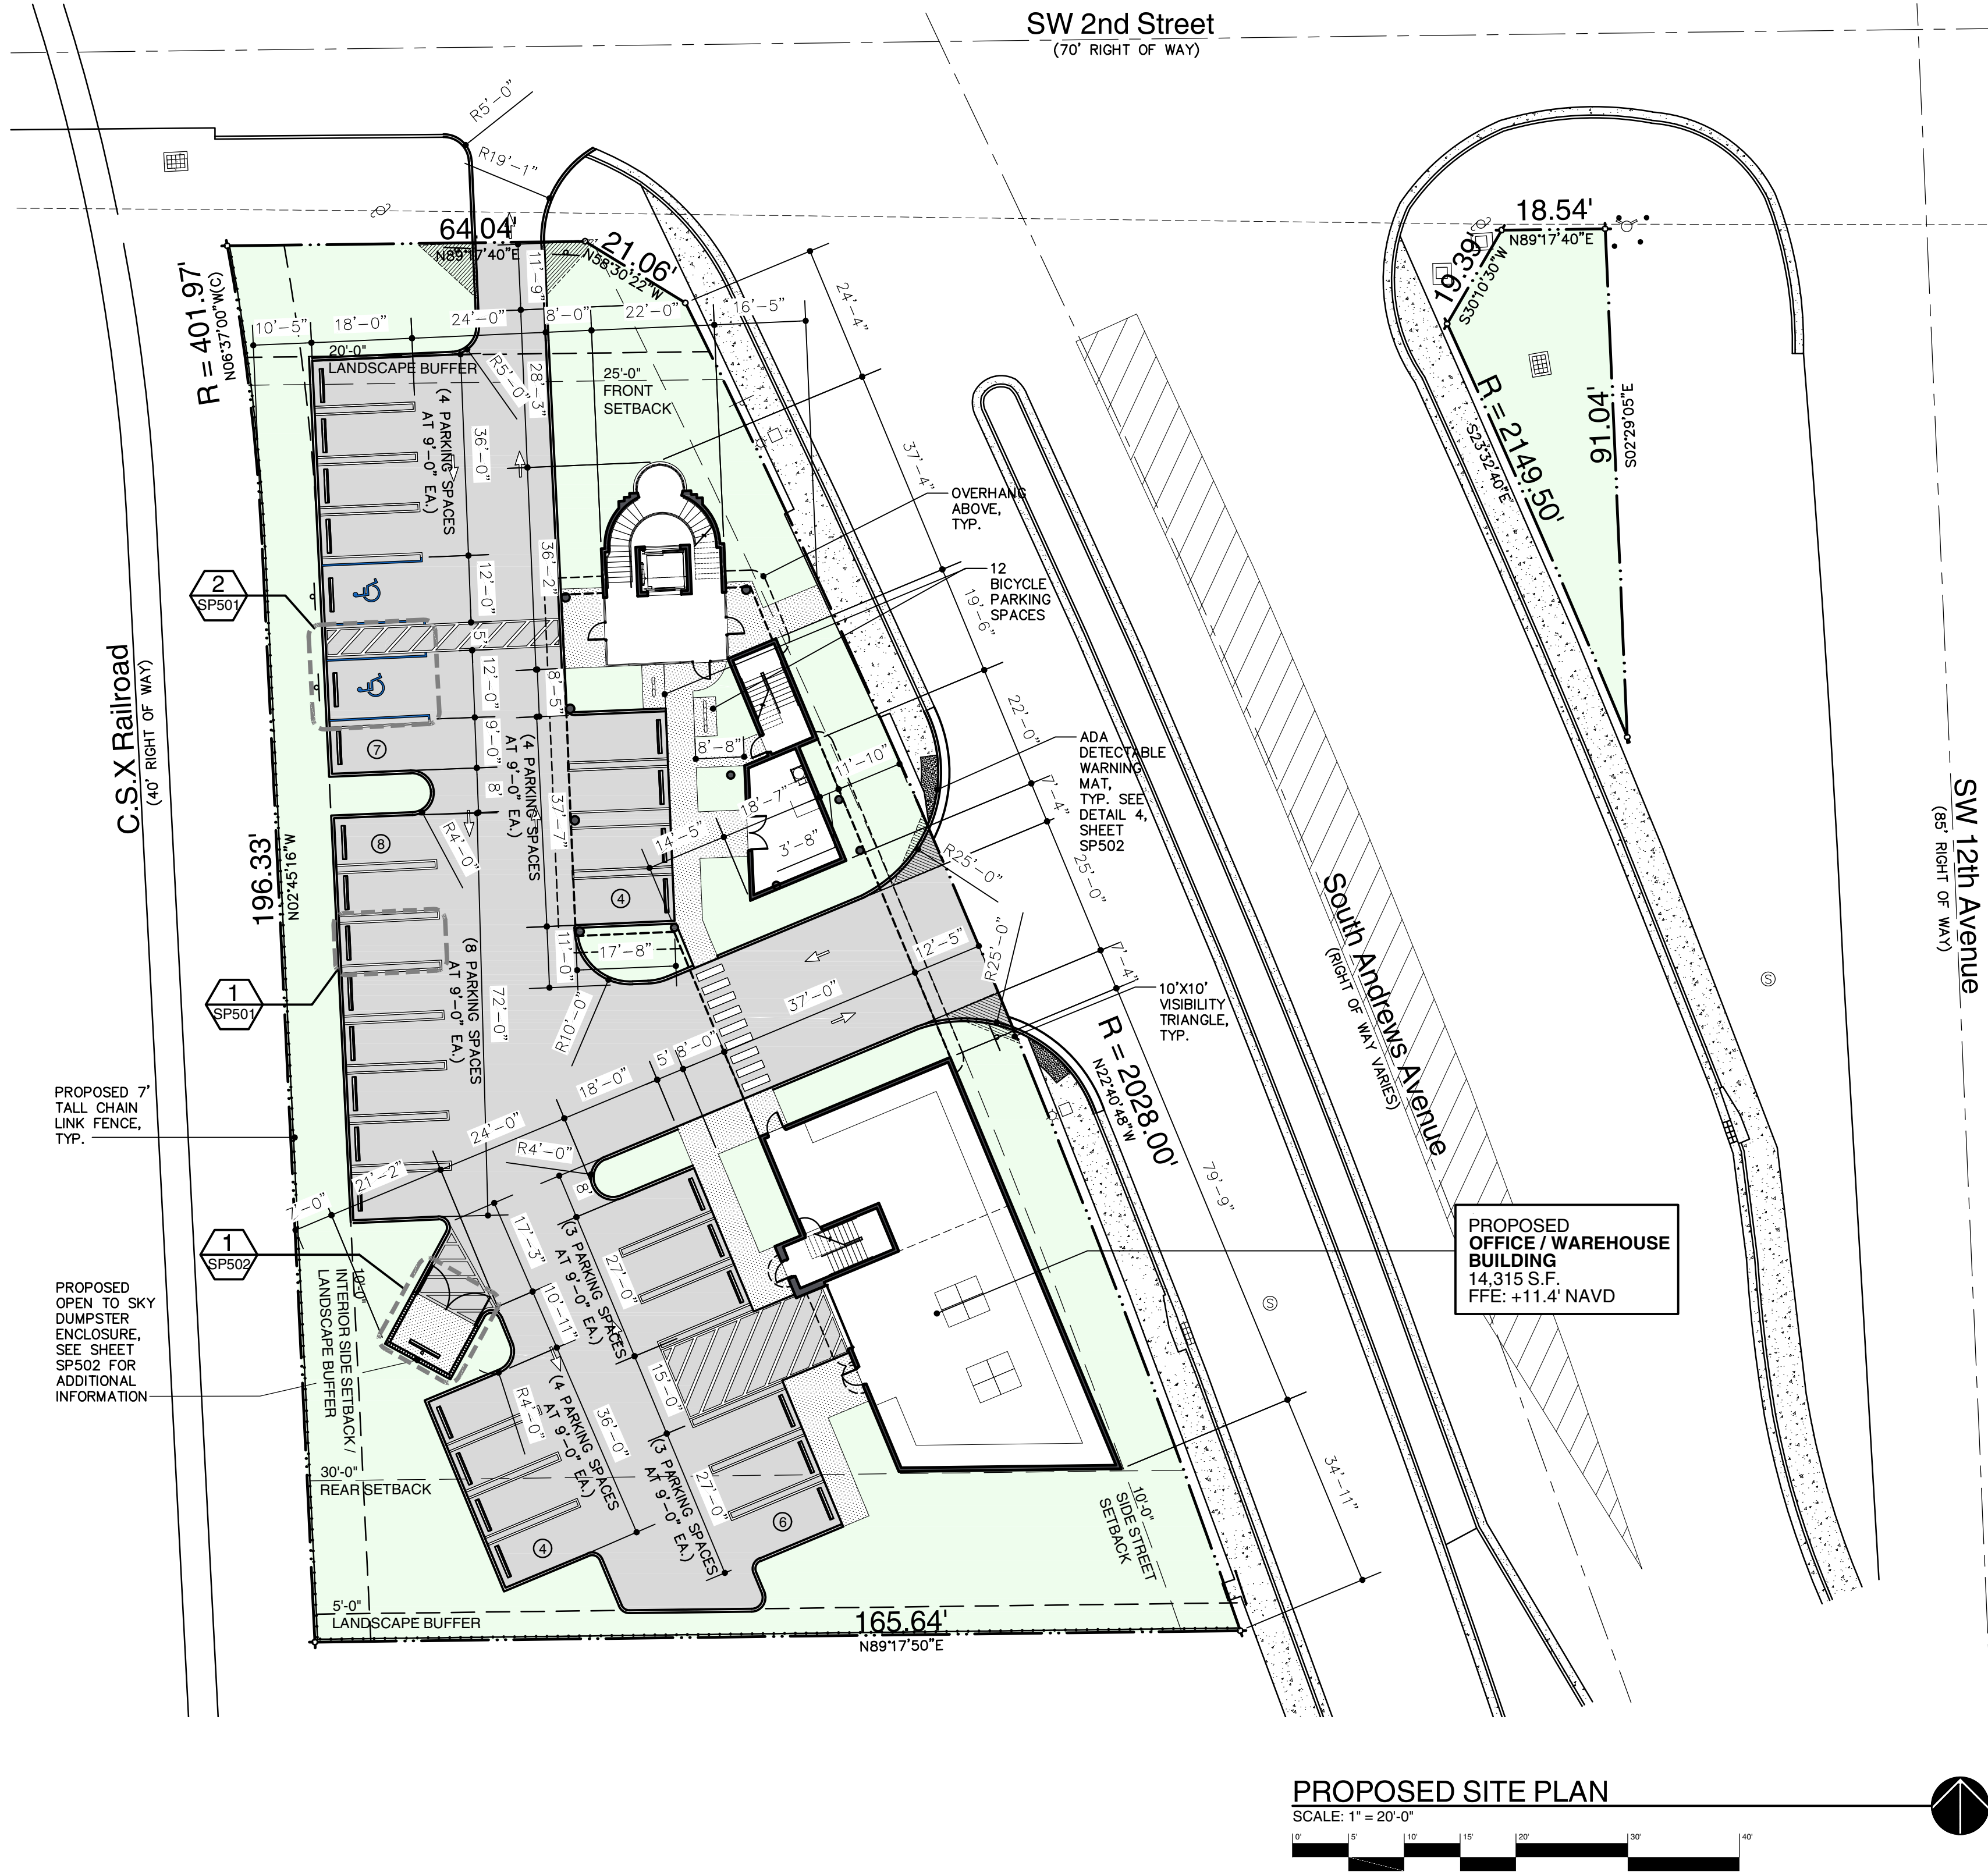 SW 2nd Street
(70' RIGHT OF WAY)
R5'-0"
R19'-1"
64.04'
N89°17'40"E
21.06'
N58°30'22"W
18.54'
N89°17'40"E
19.39'
S30°10'30"W
R = 401.97'
N06°37'00"W(C)
11'-9"
24'-4"
10'-5"
18'-0"
24'-0"
8'-0"
22'-0"
16'-5"
20'-0"
LANDSCAPE BUFFER
R5'-0"
28'-3"
25'-0"
FRONT
SETBACK
R = 2149.50'
S23°32'40"E
91.04'
S02°29'05"E
(4 PARKING SPACES
AT 9'-0" EA.)
36'-0"
37'-4"
OVERHANG
ABOVE,
TYP.
36'-2"
12
BICYCLE
PARKING
SPACES
19'-6"
2
SP501
12'-0"
5'
12'-0"
8'-5"
9'-0"
7
C.S.X Railroad
(40' RIGHT OF WAY)
22'-0"
ADA
DETECTABLE
WARNING
MAT,
TYP. SEE
DETAIL 4,
SHEET
SP502
8'-8"
11'-10"
18'-7"
14'-5"
3'-8"
7'-4"
(4 PARKING SPACES
AT 9'-0" EA.)
8'
37'-7"
R4'-0"
8
4
R25'-0"
25'-0"
SW 12th Avenue
(85' RIGHT OF WAY)
196.33'
N02°45'16"W
South Andrews Avenue
(RIGHT OF WAY VARIES)
11'-0"
17'-8"
12'-5"
R25'-0"
7'-4"
(8 PARKING SPACES
AT 9'-0" EA.)
72'-0"
R10'-0"
37'-0"
10'X10'
VISIBILITY
TRIANGLE,
TYP.
1
SP501
5'
8'-0"
18'-0"
24'-0"
R = 2028.00'
N22°40'48"W
PROPOSED 7'
TALL CHAIN
LINK FENCE,
TYP.
R4'-0"
8'
21'-2"
7'-0"
79'-9"
17'-3"
(3 PARKING SPACES
AT 9'-0" EA.)
27'-0"
1
SP502
PROPOSED
OFFICE / WAREHOUSE
BUILDING
14,315 S.F.
FFE: +11.4' NAVD
PROPOSED
OPEN TO SKY
DUMPSTER
ENCLOSURE,
SEE SHEET
SP502 FOR
ADDITIONAL
INFORMATION
10'-0"
INTERIOR SIDE SETBACK /
LANDSCAPE BUFFER
10'-11"
15'-0"
R4'-0"
(4 PARKING SPACES
AT 9'-0" EA.)
36'-0"
(3 PARKING SPACES
AT 9'-0" EA.)
27'-0"
30'-0"
REAR SETBACK
34'-11"
10'-0"
SIDE STREET
SETBACK
6
4
5'-0"
LANDSCAPE BUFFER
165.64'
N89°17'50"E
S
S
PROPOSED SITE PLAN
SCALE: 1" = 20'-0"
0' 5' 10' 15' 20' 30' 40'